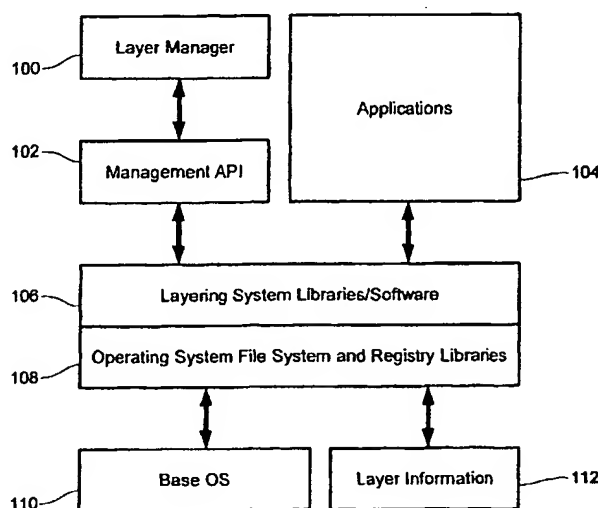 Layer Manager
100
Applications
102
Management API
104
106
Layering System Libraries/Software
108
Operating System File System and Registry Libraries
Base OS
110
Layer Information
112